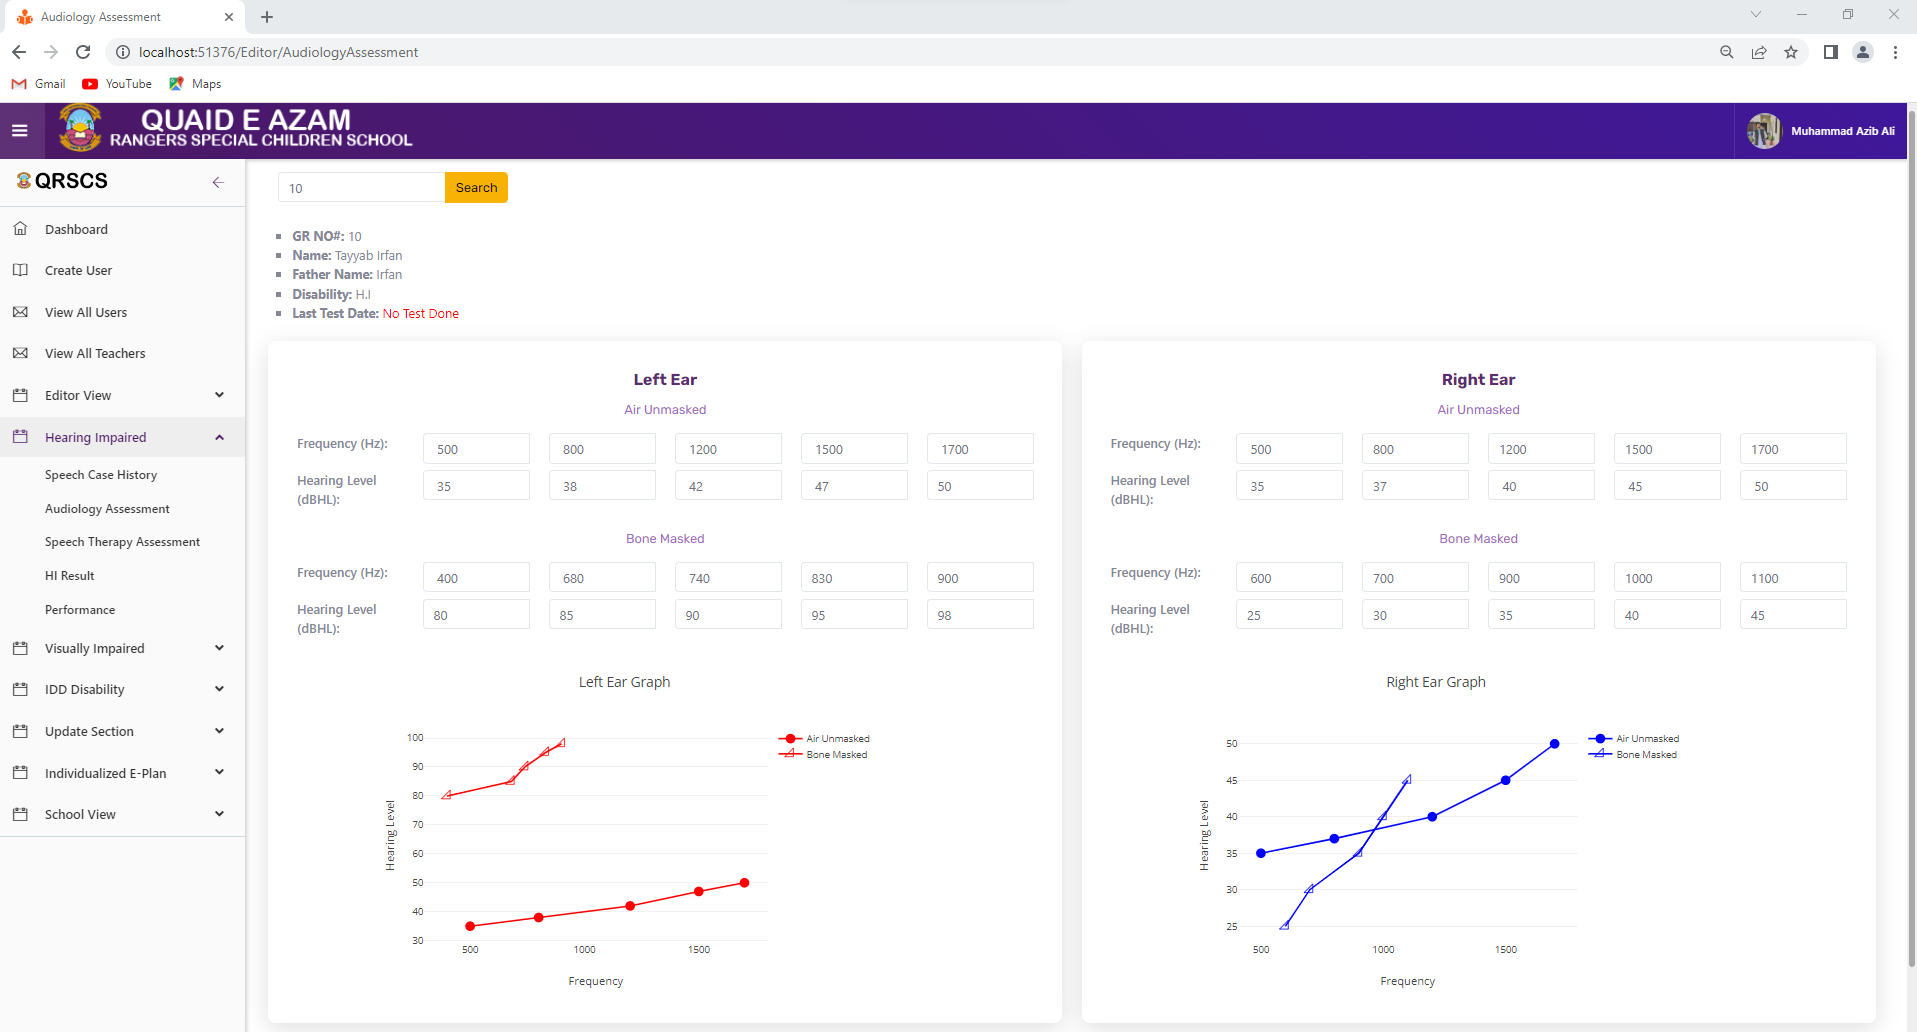 Audiology Assessment
localhost:51376/Editor/AudiologyAssessment
Gmail YouTube Maps
QUAID E AZAM
RANGERS SPECIAL CHILDREN SCHOOL
Muhammad Azib Ali
QRSCS
Dashboard
Create User
View All Users
View All Teachers
Editor View
Hearing Impaired
Speech Case History
Audiology Assessment
Speech Therapy Assessment
HI Result
Performance
Visually Impaired
IDD Disability
Update Section
Individualized E-Plan
School View
10 Search
GR NO#: 10
Name: Tayyab Irfan
Father Name: Irfan
Disability: H.I
Last Test Date: No Test Done
Left Ear
Air Unmasked
Frequency (Hz): 500 800 1200 1500 1700
Hearing Level
(dBHL): 35 38 42 47 50
Bone Masked
Frequency (Hz): 400 680 740 830 900
Hearing Level
(dBHL): 80 85 90 95 98
Left Ear Graph
100
90
80
70
60
50
40
30
Hearing Level
500 1000 1500
Frequency
Air Unmasked
Bone Masked
Right Ear
Air Unmasked
Frequency (Hz): 500 800 1200 1500 1700
Hearing Level
(dBHL): 35 37 40 45 50
Bone Masked
Frequency (Hz): 600 700 900 1000 1100
Hearing Level
(dBHL): 25 30 35 40 45
Right Ear Graph
50
45
40
35
30
25
Hearing Level
500 1000 1500
Frequency
Air Unmasked
Bone Masked